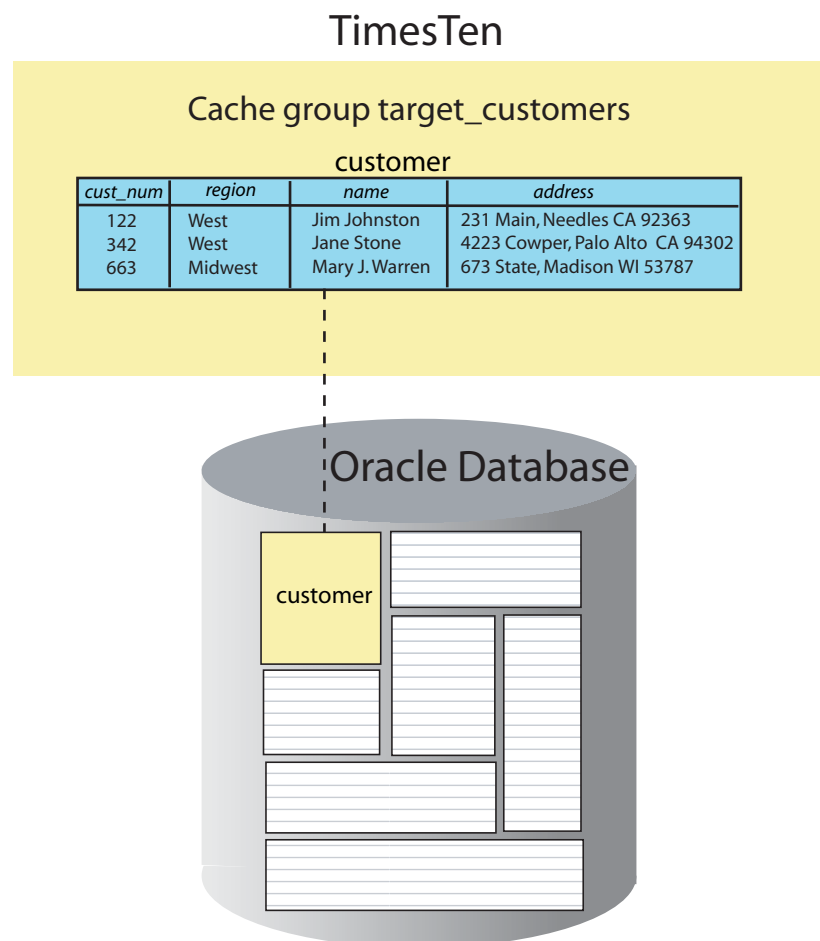 TimesTen
Cache group target_customers
customer
cust_num region name address
122 West Jim Johnston 231 Main, Needles CA 92363
342 West Jane Stone 4223 Cowper, Palo Alto CA 94302
663 Midwest Mary J. Warren 673 State, Madison WI 53787
Oracle Database
customer